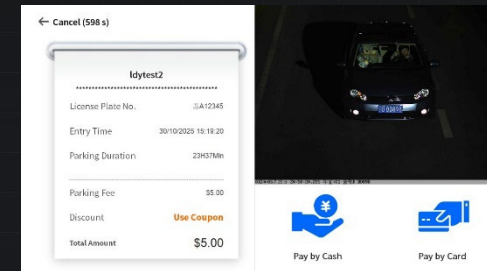 ← Cancel (598 s)
ldytest2
License Plate No. A12345
Entry Time 30/10/2025 15:19:20
Parking Duration 23H37Min
Parking Fee $5.00
Discount Use Coupon
Total Amount $5.00
¥
Pay by Cash
Pay by Card